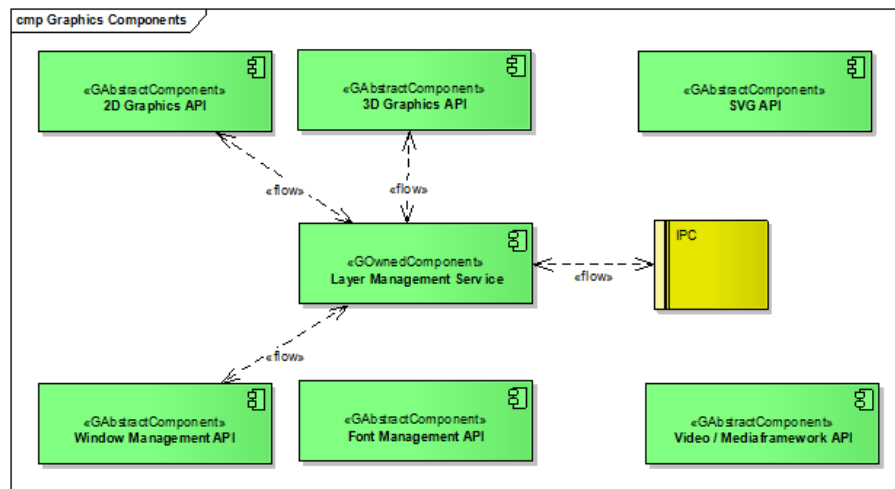 cmp Graphics Components
«GAbstractComponent»
2D Graphics API
«GAbstractComponent»
3D Graphics API
«GAbstractComponent»
SVG API
«flow»
«flow»
«GOwnedComponent»
Layer Management Service
IPC
«flow»
«flow»
«GAbstractComponent»
Window Management API
«GAbstractComponent»
Font Management API
«GAbstractComponent»
Video / Mediaframework API